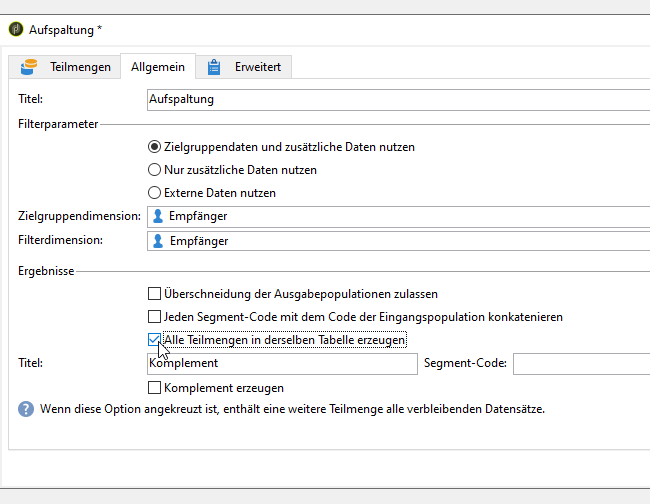 Aufspaltung *
Teilmengen Allgemein Erweitert
Titel: Aufspaltung
Filterparameter
Zielgruppendaten und zusätzliche Daten nutzen
Nur zusätzliche Daten nutzen
Externe Daten nutzen
Zielgruppendimension: Empfänger
Filterdimension: Empfänger
Ergebnisse
Überschneidung der Ausgabepopulationen zulassen
Jeden Segment-Code mit dem Code der Eingangspopulation konkatenieren
Alle Teilmengen in derselben Tabelle erzeugen
Titel: Komplement Segment-Code:
Komplement erzeugen
? Wenn diese Option angekreuzt ist, enthält eine weitere Teilmenge alle verbleibenden Datensätze.